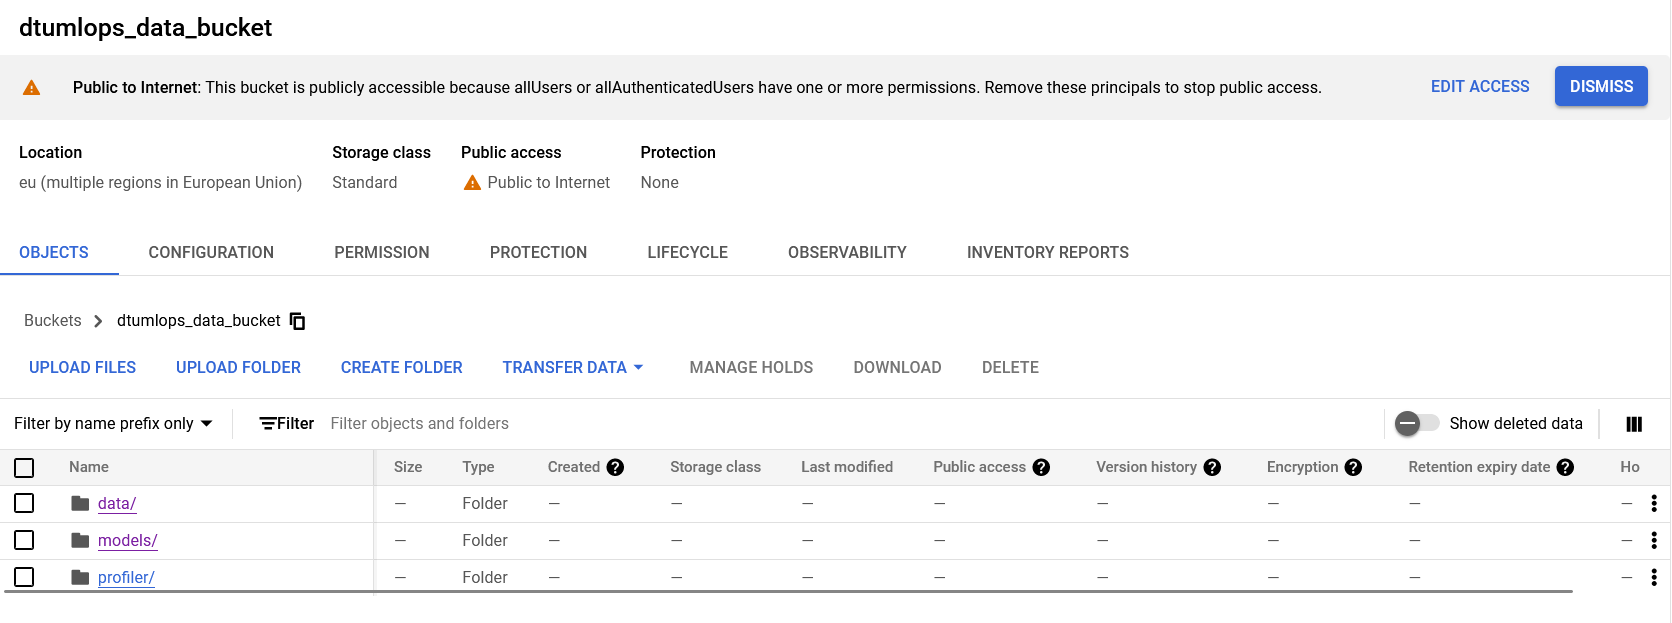 dtumlops_data_bucket
Public to Internet: This bucket is publicly accessible because allUsers or allAuthenticatedUsers have one or more permissions. Remove these principals to stop public access. EDIT ACCESS DISMISS
Location Storage class Public access Protection
eu (multiple regions in European Union) Standard Public to Internet None
OBJECTS CONFIGURATION PERMISSION PROTECTION LIFECYCLE OBSERVABILITY INVENTORY REPORTS
Buckets dtumlops_data_bucket
UPLOAD FILES UPLOAD FOLDER CREATE FOLDER TRANSFER DATA MANAGE HOLDS DOWNLOAD DELETE
Filter by name prefix only Filter Filter objects and folders Show deleted data
Name Size Type Created ? Storage class Last modified Public access ? Version history ? Encryption ? Retention expiry date ? Ho
data/ — Folder — — — — — — — —
models/ — Folder — — — — — — — —
profiler/ — Folder — — — — — — — —